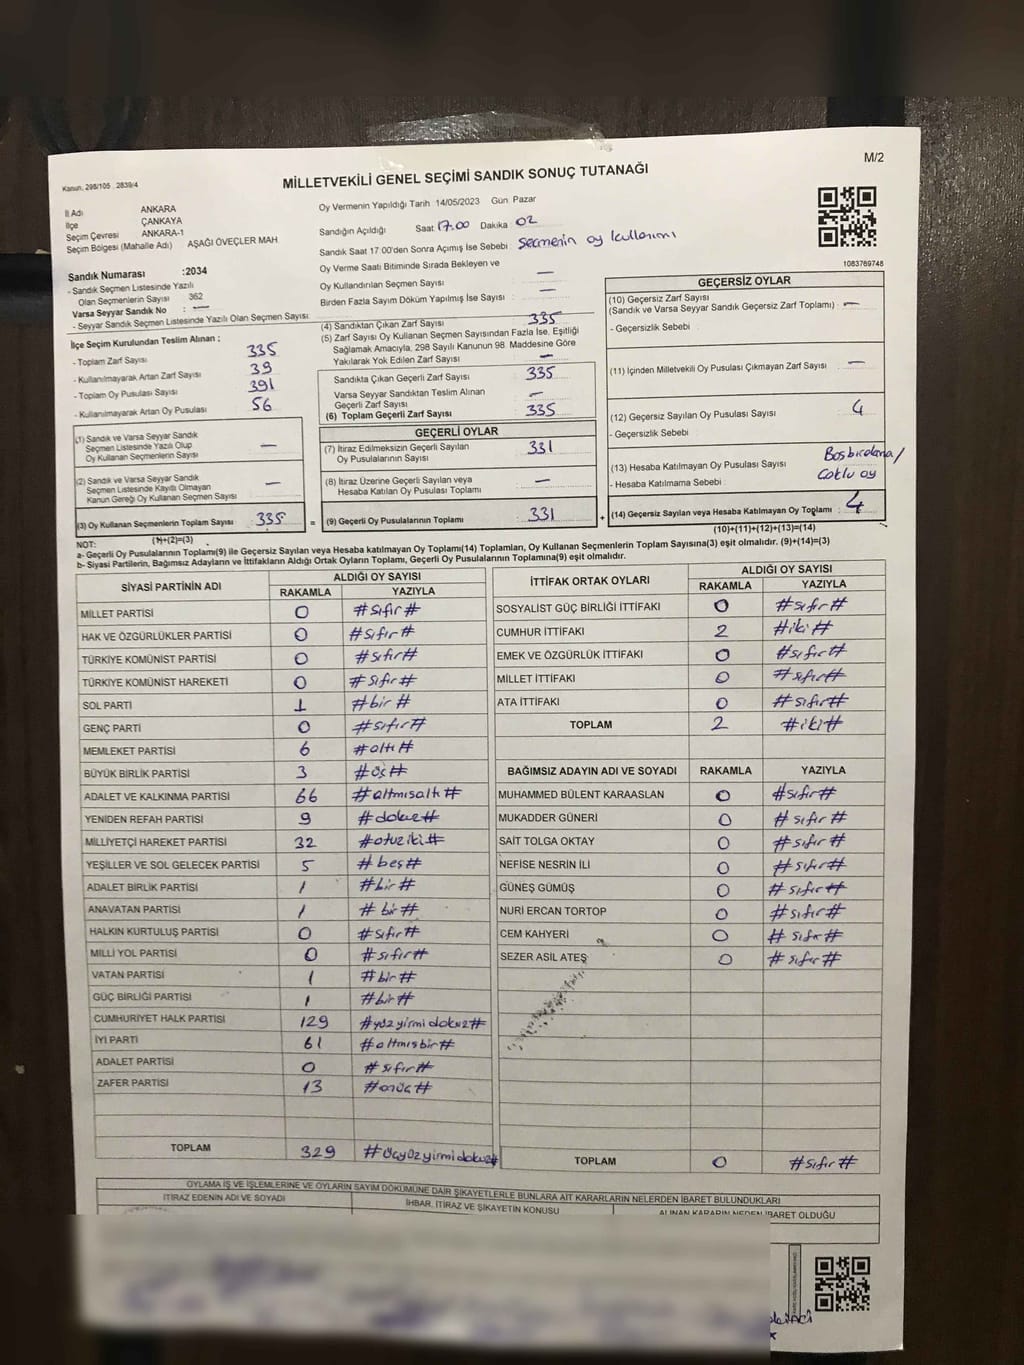 M/2
Kanun. 298/105 . 2839/4
MİLLETVEKİLİ GENEL SEÇİMİ SANDIK SONUÇ TUTANAĞI
İl Adı ANKARA
İlçe ÇANKAYA
Seçim Çevresi ANKARA-1
Seçim Bölgesi (Mahalle Adı) AŞAĞI ÖVEÇLER MAH
Oy Vermenin Yapıldığı Tarih 14/05/2023 Gün Pazar
Sandığın Açıldığı Saat 17.00 Dakika 02
Sandık Saat 17 00'den Sonra Açımış İse Sebebi : Seçmenin oy kullanımı
1083769748
Sandık Numarası :2034
- Sandık Seçmen Listesinde Yazılı
Olan Seçmenlerin Sayısı 362
Varsa Seyyar Sandık No : —
- Seyyar Sandık Seçmen Listesinde Yazılı Olan Seçmen Sayısı
Oy Verme Saati Bitiminde Sırada Bekleyen ve
Oy Kullandırılan Seçmen Sayısı —
Birden Fazla Sayım Döküm Yapılmış İse Sayısı : —
İlçe Seçim Kurulundan Teslim Alınan :
- Toplam Zarf Sayısı 335
- Kullanılmayarak Artan Zarf Sayısı 39
- Toplam Oy Pusulası Sayısı 391
- Kullanılmayarak Artan Oy Pusulası 56
(4) Sandıktan Çıkan Zarf Sayısı 335
(5) Zarf Sayısı Oy Kullanan Seçmen Sayısından Fazla İse, Eşitliği
Sağlamak Amacıyla, 298 Sayılı Kanunun 98. Maddesine Göre
Yakılarak Yok Edilen Zarf Sayısı —
Sandıkta Çıkan Geçerli Zarf Sayısı 335
Varsa Seyyar Sandıktan Teslim Alınan
Geçerli Zarf Sayısı —
(6) Toplam Geçerli Zarf Sayısı 335
GEÇERSİZ OYLAR
(10) Geçersiz Zarf Sayısı
(Sandık ve Varsa Seyyar Sandık Geçersiz Zarf Toplamı) —
- Geçersizlik Sebebi
(11) İçinden Milletvekili Oy Pusulası Çıkmayan Zarf Sayısı —
(12) Geçersiz Sayılan Oy Pusulası Sayısı 4
- Geçersizlik Sebebi
(13) Hesaba Katılmayan Oy Pusulası Sayısı
- Hesaba Katılmama Sebebi
(14) Geçersiz Sayılan veya Hesaba Katılmayan Oy Toplamı 4
(10)+(11)+(12)+(13)=(14)
(1) Sandık ve Varsa Seyyar Sandık
Seçmen Listesinde Yazılı Olup
Oy Kullanan Seçmenlerin Sayısı —
(2) Sandık ve Varsa Seyyar Sandık
Seçmen Listesinde Kayıtlı Olmayan
Kanun Gereği Oy Kullanan Seçmen Sayısı —
(3) Oy Kullanan Seçmenlerin Toplam Sayısı 335 =
(1)+(2)=(3)
GEÇERLİ OYLAR
(7) İtiraz Edilmeksizin Geçerli Sayılan
Oy Pusulalarının Sayısı 331
(8) İtiraz Üzerine Geçerli Sayılan veya
Hesaba Katılan Oy Pusulası Toplamı —
(9) Geçerli Oy Pusulalarının Toplamı 331 +
NOT:
a- Geçerli Oy Pusulalarının Toplamı(9) ile Geçersiz Sayılan veya Hesaba katılmayan Oy Toplamı(14) Toplamları, Oy Kullanan Seçmenlerin Toplam Sayısına(3) eşit olmalıdır. (9)+(14)=(3)
b- Siyasi Partilerin, Bağımsız Adayların ve İttifakların Aldığı Ortak Oyların Toplamı, Geçerli Oy Pusulalarının Toplamına(9) eşit olmalıdır.
SİYASİ PARTİNİN ADI ALDIĞI OY SAYISI
RAKAMLA YAZIYLA
MİLLET PARTİSİ 0 #sıfır#
HAK VE ÖZGÜRLÜKLER PARTİSİ 0 #sıfır#
TÜRKİYE KOMÜNİST PARTİSİ 0 #sıfır#
TÜRKİYE KOMÜNİST HAREKETİ 0 #sıfır#
SOL PARTİ 1 #bir#
GENÇ PARTİ 0 #sıfır#
MEMLEKET PARTİSİ 6 #altı#
BÜYÜK BİRLİK PARTİSİ 3 #üç#
ADALET VE KALKINMA PARTİSİ 66 #altmışaltı#
YENİDEN REFAH PARTİSİ 9 #dokuz#
MİLLİYETÇİ HAREKET PARTİSİ 32 #otuziki#
YEŞİLLER VE SOL GELECEK PARTİSİ 5 #beş#
ADALET BİRLİK PARTİSİ 1 #bir#
ANAVATAN PARTİSİ 1 #bir#
HALKIN KURTULUŞ PARTİSİ 0 #sıfır#
MİLLİ YOL PARTİSİ 0 #sıfır#
VATAN PARTİSİ 1 #bir#
GÜÇ BİRLİĞİ PARTİSİ 1 #bir#
CUMHURİYET HALK PARTİSİ 129 #yüzyirmidokuz#
İYİ PARTİ 61 #altmışbir#
ADALET PARTİSİ 0 #sıfır#
ZAFER PARTİSİ 13 #onüç#
TOPLAM 329 #üçyüzyirmidokuz#
İTTİFAK ORTAK OYLARI ALDIĞI OY SAYISI
RAKAMLA YAZIYLA
SOSYALİST GÜÇ BİRLİĞİ İTTİFAKI 0 #sıfır#
CUMHUR İTTİFAKI 2 #iki#
EMEK VE ÖZGÜRLÜK İTTİFAKI 0 #sıfır#
MİLLET İTTİFAKI 0 #sıfır#
ATA İTTİFAKI 0 #sıfır#
TOPLAM 2 #iki#
BAĞIMSIZ ADAYIN ADI VE SOYADI RAKAMLA YAZIYLA
MUHAMMED BÜLENT KARAASLAN 0 #sıfır#
MUKADDER GÜNERİ 0 #sıfır#
SAİT TOLGA OKTAY 0 #sıfır#
NEFİSE NESRİN İLİ 0 #sıfır#
GÜNEŞ GÜMÜŞ 0 #sıfır#
NURİ ERCAN TORTOP 0 #sıfır#
CEM KAHYERİ 0 #sıfır#
SEZER ASIL ATEŞ 0 #sıfır#
TOPLAM 0 #sıfır#
OYLAMA İŞ VE İŞLEMLERİNE VE OYLARIN SAYIM DÖKÜMÜNE DAİR ŞİKAYETLERLE BUNLARA AİT KARARLARIN NELERDEN İBARET BULUNDUKLARI
İTİRAZ EDENİN ADI VE SOYADI İHBAR, İTİRAZ VE ŞİKAYETİN KONUSU ALINAN KARARIN NEDEN İBARET OLDUĞU